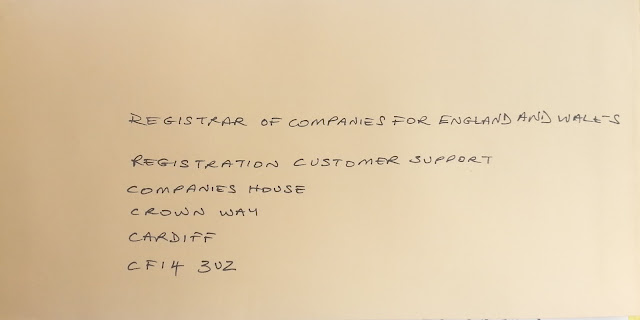 REGISTRAR OF COMPANIES FOR ENGLAND AND WALES
REGISTRATION CUSTOMER SUPPORT
COMPANIES HOUSE
CROWN WAY
CARDIFF
CF14 3UZ